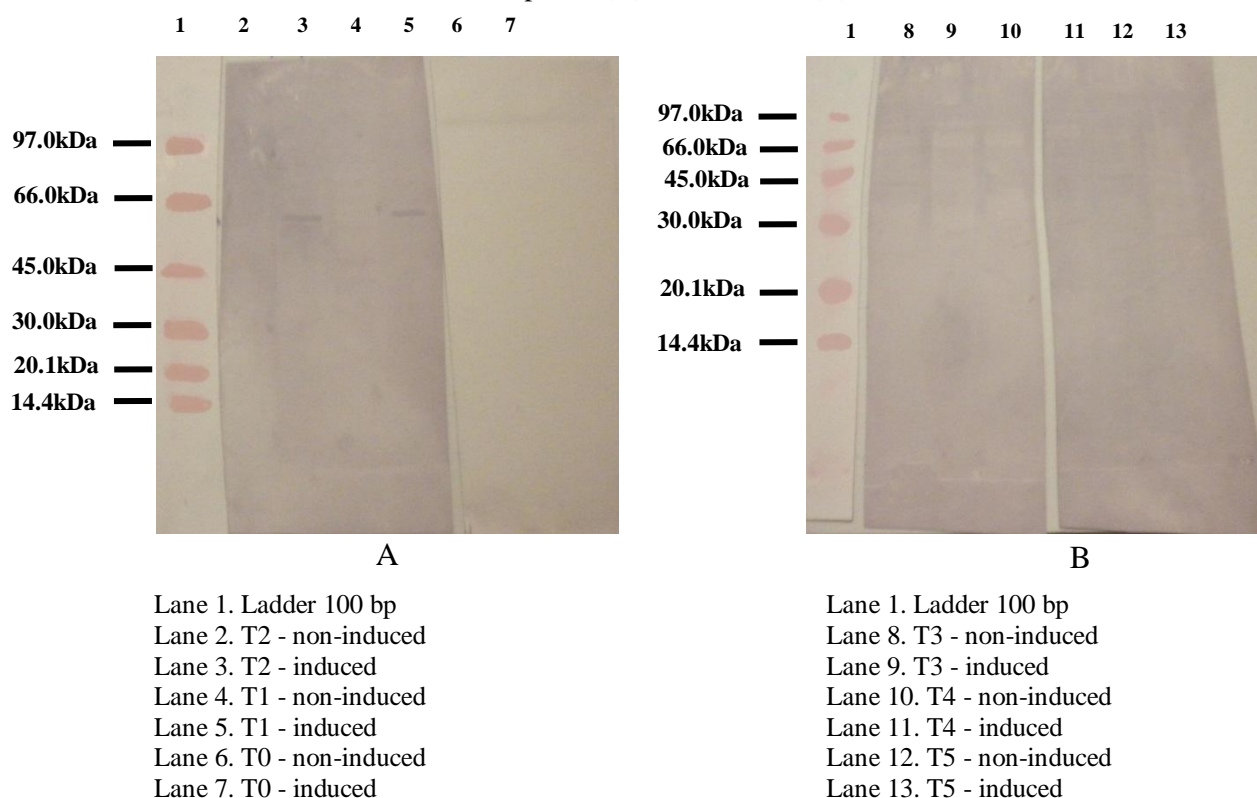 1 2 3 4 5 6 7
97.0kDa
66.0kDa
45.0kDa
30.0kDa
20.1kDa
14.4kDa
A
Lane 1. Ladder 100 bp
Lane 2. T2 - non-induced
Lane 3. T2 - induced
Lane 4. T1 - non-induced
Lane 5. T1 - induced
Lane 6. T0 - non-induced
Lane 7. T0 - induced
1 8 9 10 11 12 13
97.0kDa
66.0kDa
45.0kDa
30.0kDa
20.1kDa
14.4kDa
B
Lane 1. Ladder 100 bp
Lane 8. T3 - non-induced
Lane 9. T3 - induced
Lane 10. T4 - non-induced
Lane 11. T4 - induced
Lane 12. T5 - non-induced
Lane 13. T5 - induced